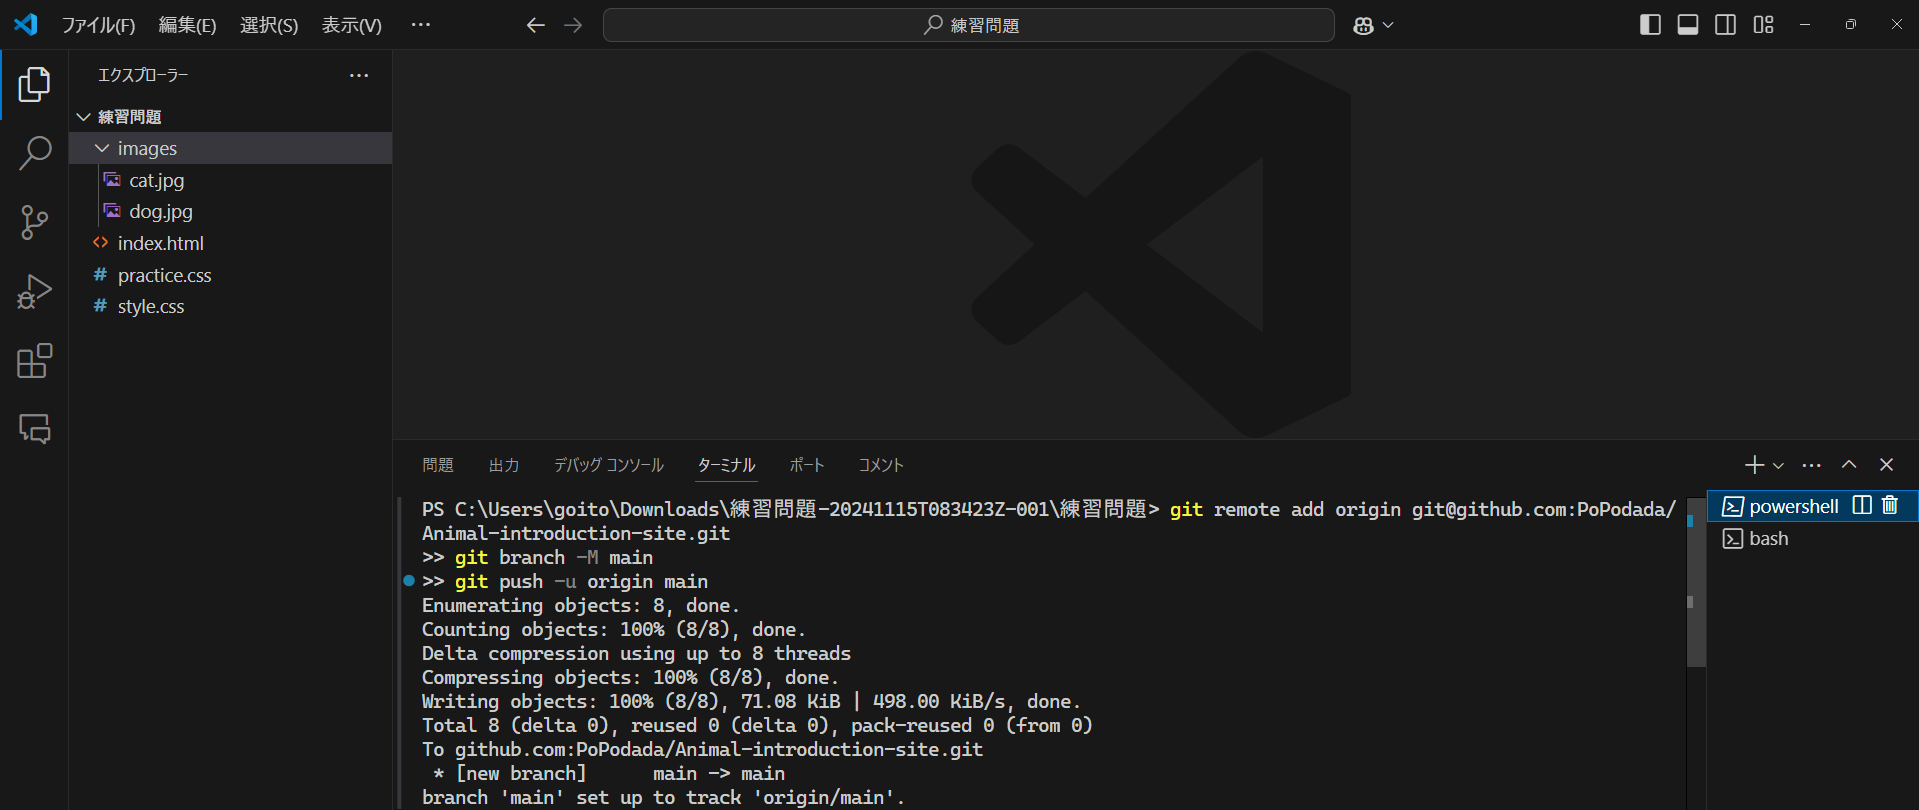 ファイル(F) 編集(E) 選択(S) 表示(V) … 練習問題
エクスプローラー …
練習問題
images
cat.jpg
dog.jpg
index.html
practice.css
style.css
問題 出力 デバッグ コンソール ターミナル ポート コメント
PS C:\Users\goito\Downloads\練習問題-20241115T083423Z-001\練習問題> git remote add origin git@github.com:PoPodada/
Animal-introduction-site.git
>> git branch -M main
>> git push -u origin main
Enumerating objects: 8, done.
Counting objects: 100% (8/8), done.
Delta compression using up to 8 threads
Compressing objects: 100% (8/8), done.
Writing objects: 100% (8/8), 71.08 KiB | 498.00 KiB/s, done.
Total 8 (delta 0), reused 0 (delta 0), pack-reused 0 (from 0)
To github.com:PoPodada/Animal-introduction-site.git
 * [new branch]      main -> main
branch 'main' set up to track 'origin/main'.
powershell
bash